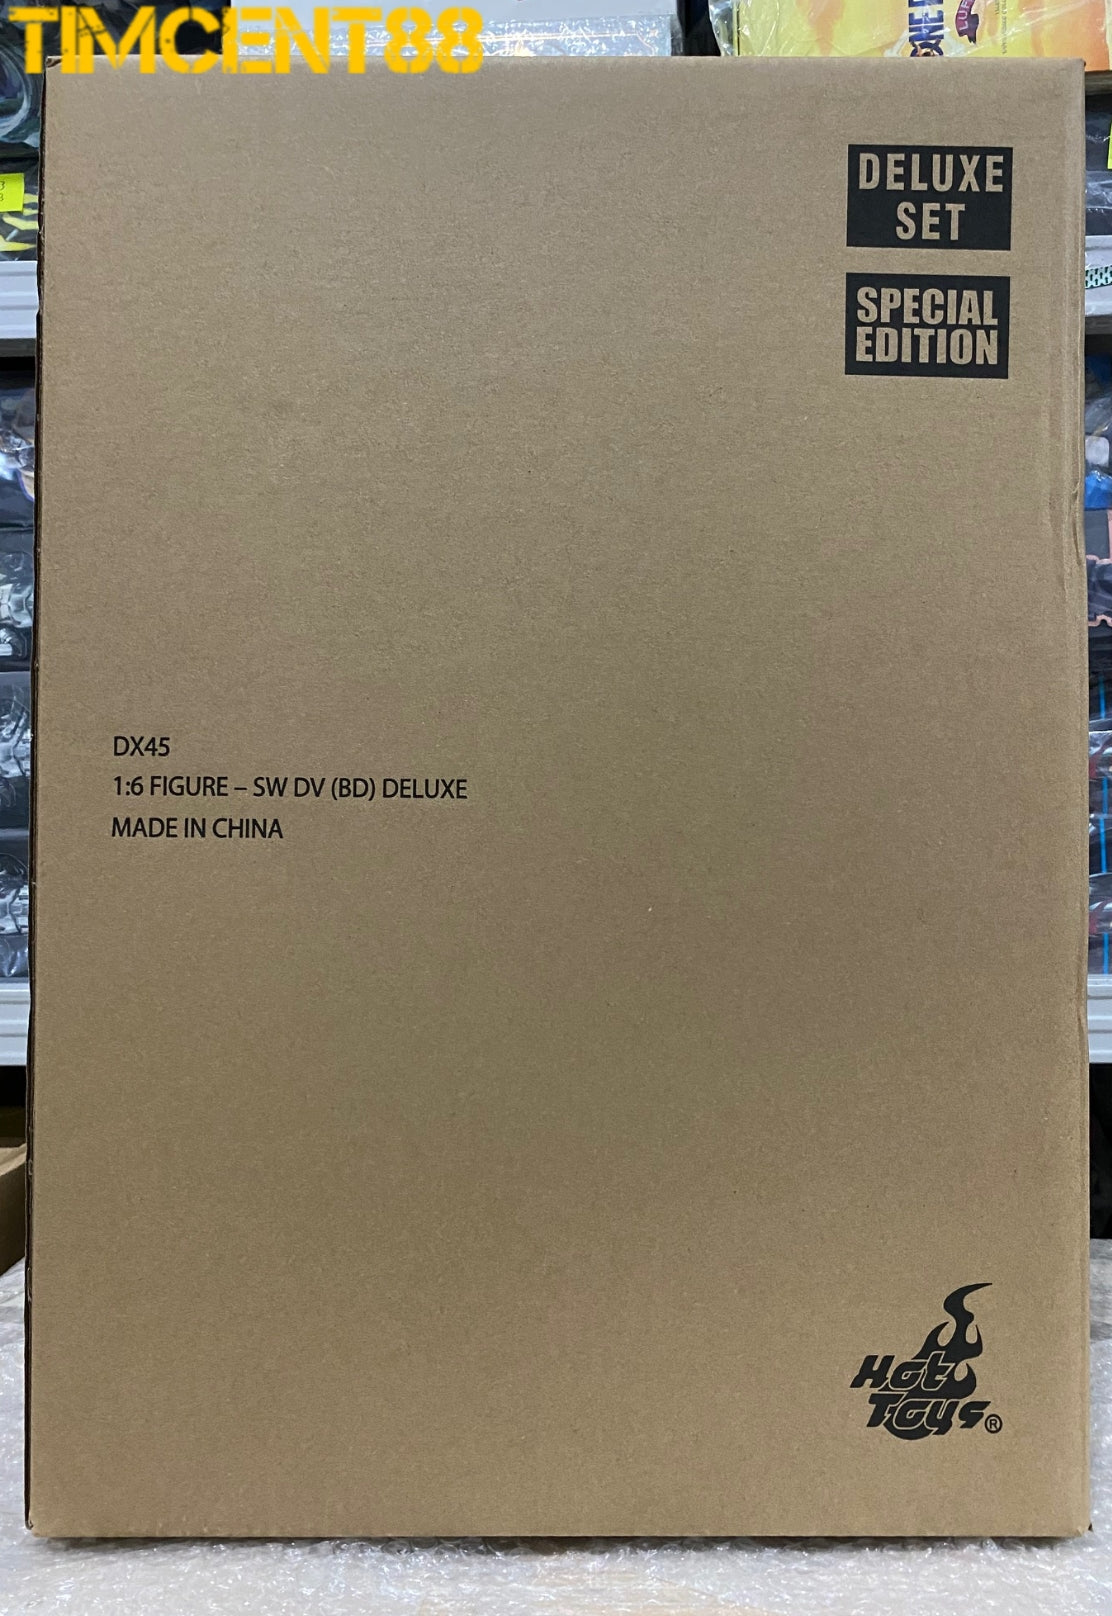 TIMCENT88
DELUXE
SET
SPECIAL
EDITION
DX45
1:6 FIGURE – SW DV (BD) DELUXE
MADE IN CHINA
Hot
Toys®